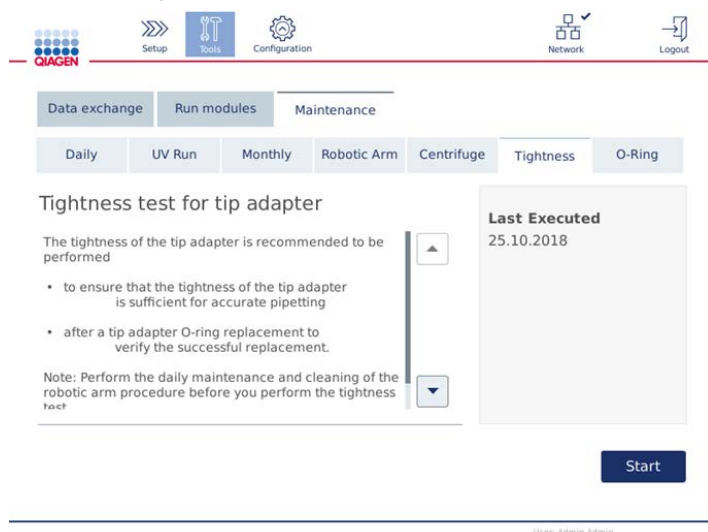 QIAGEN
Setup
Tools
Configuration
Network
Logout
Data exchange
Run modules
Maintenance
Daily
UV Run
Monthly
Robotic Arm
Centrifuge
Tightness
O-Ring
Tightness test for tip adapter
The tightness of the tip adapter is recommended to be
performed
• to ensure that the tightness of the tip adapter
is sufficient for accurate pipetting
• after a tip adapter O-ring replacement to
verify the successful replacement.
Note: Perform the daily maintenance and cleaning of the
robotic arm procedure before you perform the tightness
test
Last Executed
25.10.2018
Start
User: Admin Admin